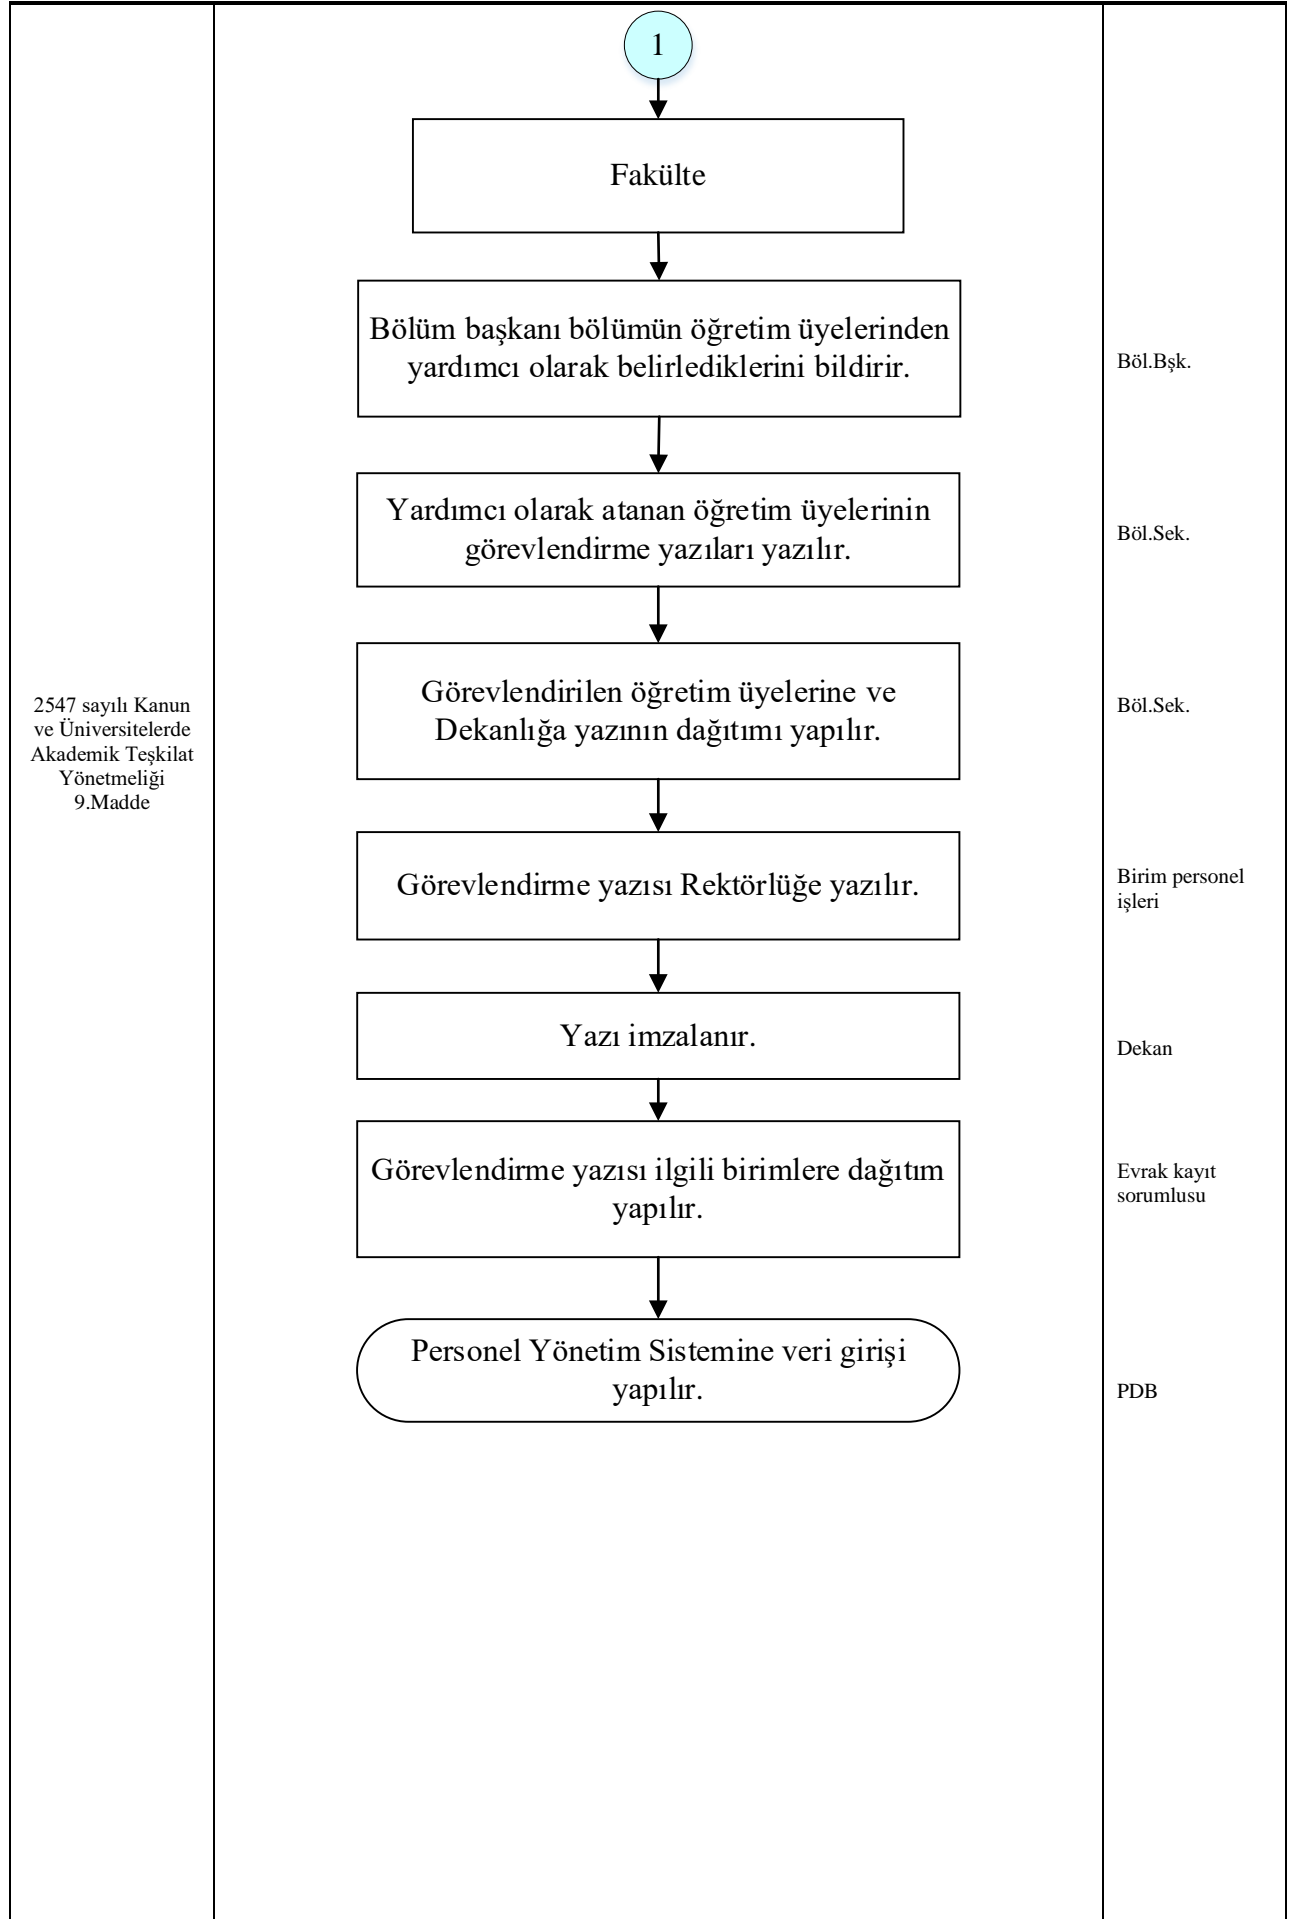 1
Fakülte
Bölüm başkanı bölümün öğretim üyelerinden
yardımcı olarak belirlediklerini bildirir.
Böl.Bşk.
Yardımcı olarak atanan öğretim üyelerinin
görevlendirme yazıları yazılır.
Böl.Sek.
2547 sayılı Kanun
ve Üniversitelerde
Akademik Teşkilat
Yönetmeliği
9.Madde
Görevlendirilen öğretim üyelerine ve
Dekanlığa yazının dağıtımı yapılır.
Böl.Sek.
Görevlendirme yazısı Rektörlüğe yazılır.
Birim personel
işleri
Yazı imzalanır.
Dekan
Görevlendirme yazısı ilgili birimlere dağıtım
yapılır.
Evrak kayıt
sorumlusu
Personel Yönetim Sistemine veri girişi
yapılır.
PDB